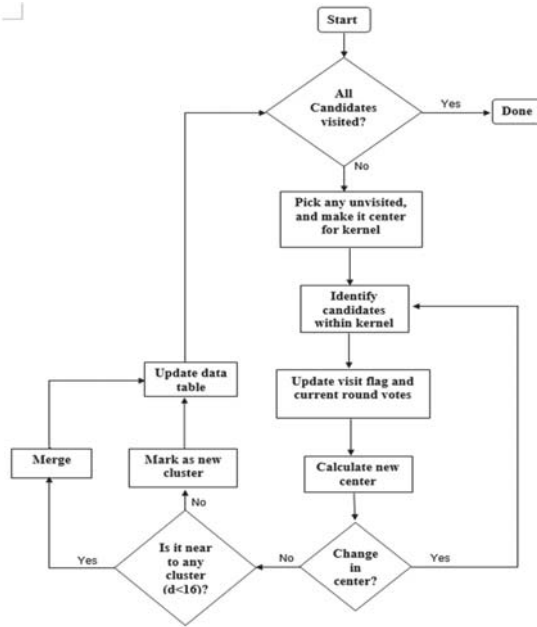 Start
All
Candidates
visited?
Yes
Done
No
Pick any unvisited,
and make it center
for kernel
Identify
candidates
within kernel
Update visit flag and
current round votes
Calculate new
center
Change
in
center?
Yes
No
Is it near
to any
cluster
(d<16)?
Yes
No
Merge
Mark as new
cluster
Update data
table